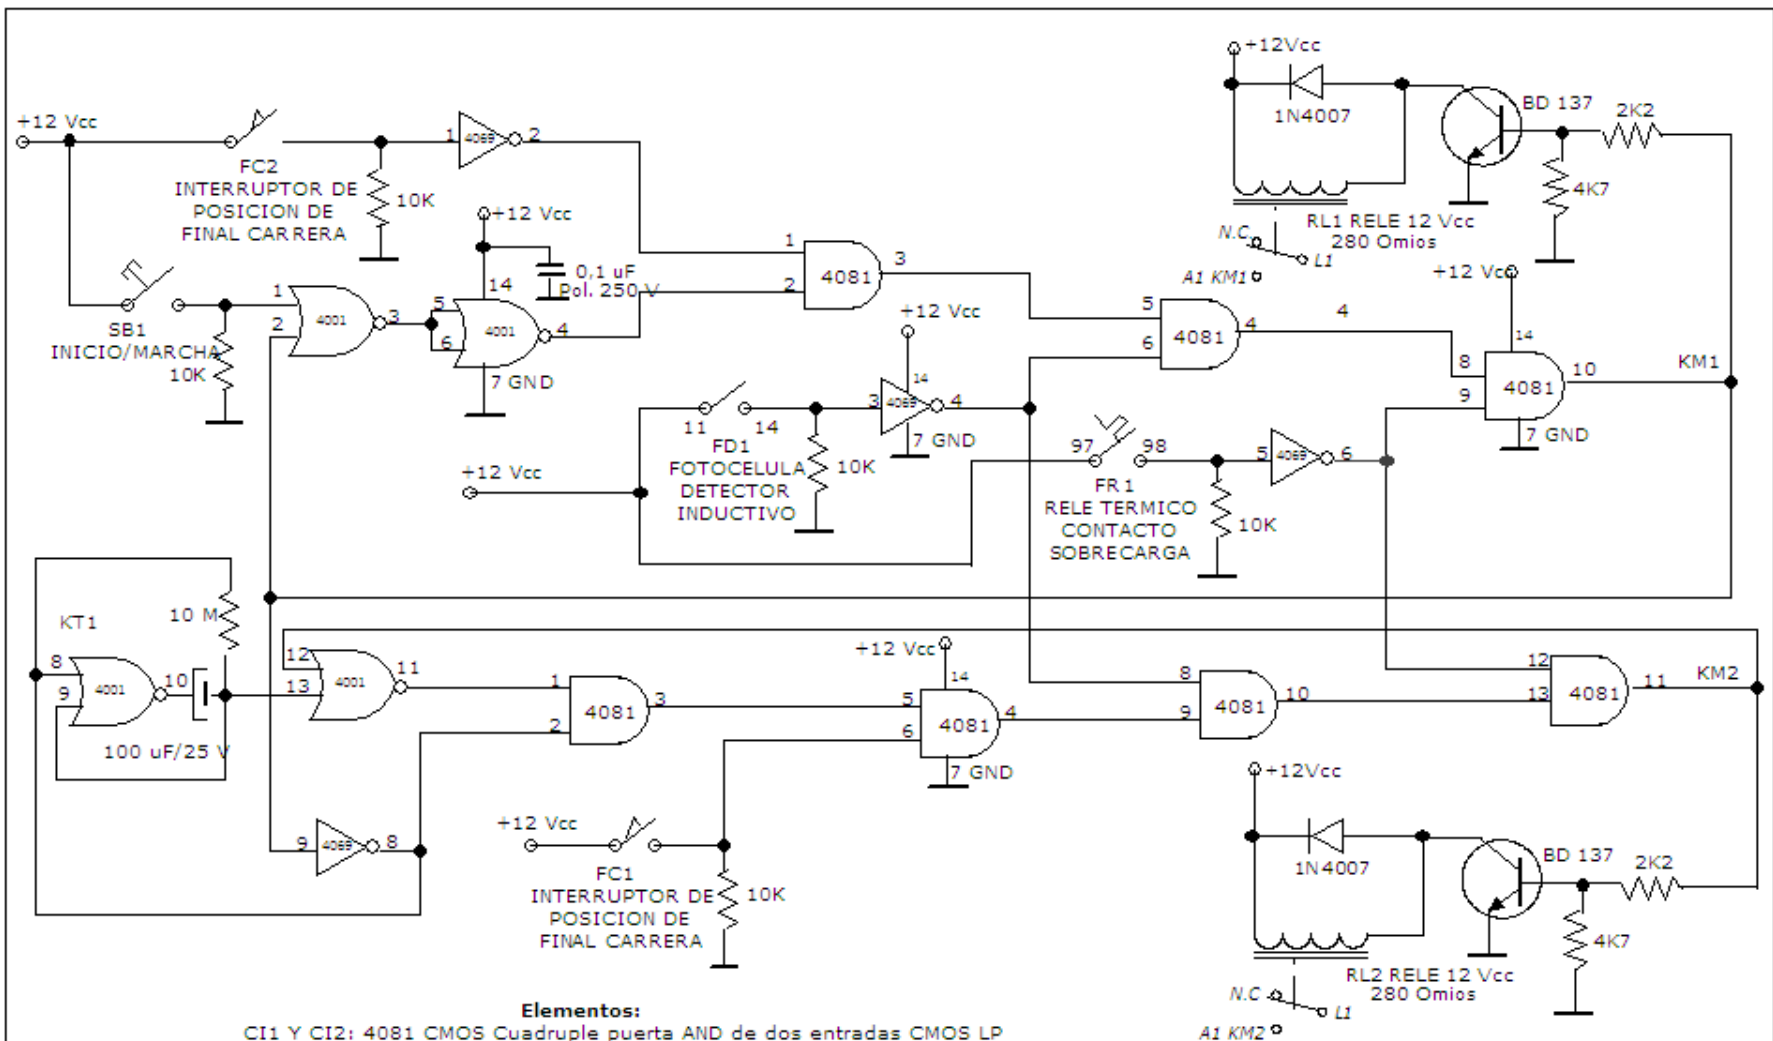 +12Vcc
1N4007
BD 137
2K2
4K7
RL1 RELE 12 Vcc
280 Omios
N.C
L1
A1 KM1
+12 Vcc
FC2
INTERRUPTOR DE
POSICION DE
FINAL CARRERA
10K
1
4069
2
+12 Vcc
14
0,1 uF
Pol. 250 V
SB1
INICIO/MARCHA
10K
1
2
4001
3
5
6
4001
4
7 GND
1
2
4081
3
+12 Vcc
14
3
4069
4
7 GND
11
14
FD1
FOTOCELULA
DETECTOR
INDUCTIVO
10K
+12 Vcc
5
6
4081
4
4
97
98
FR1
RELE TERMICO
CONTACTO
SOBRECARGA
10K
5
4069
6
+12 Vcc
14
8
9
4081
10
7 GND
KM1
KT1
10 M
8
9
4001
10
100 uF/25 V
12
13
4001
11
9
4069
8
1
2
4081
3
+12 Vcc
14
5
6
4081
4
7 GND
+12 Vcc
FC1
INTERRUPTOR DE
POSICION DE
FINAL CARRERA
10K
8
9
4081
10
12
13
4081
11
KM2
+12Vcc
1N4007
BD 137
2K2
4K7
RL2 RELE 12 Vcc
280 Omios
N.C
L1
A1 KM2
Elementos:
CI1 Y CI2: 4081 CMOS Cuadruple puerta AND de dos entradas CMOS LP